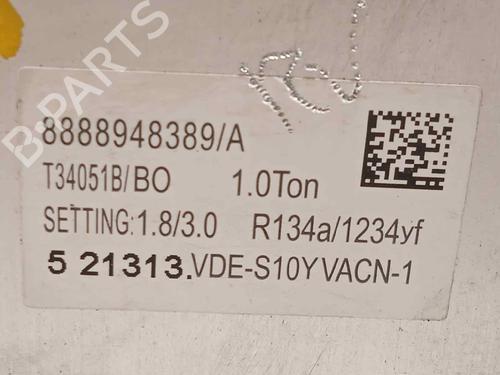 8888948389/A
T34051B/BO 1.0Ton
SETTING:1.8/3.0 R134a/1234yf
5 21313.VDE-S10YVACN-1
B-PARTS